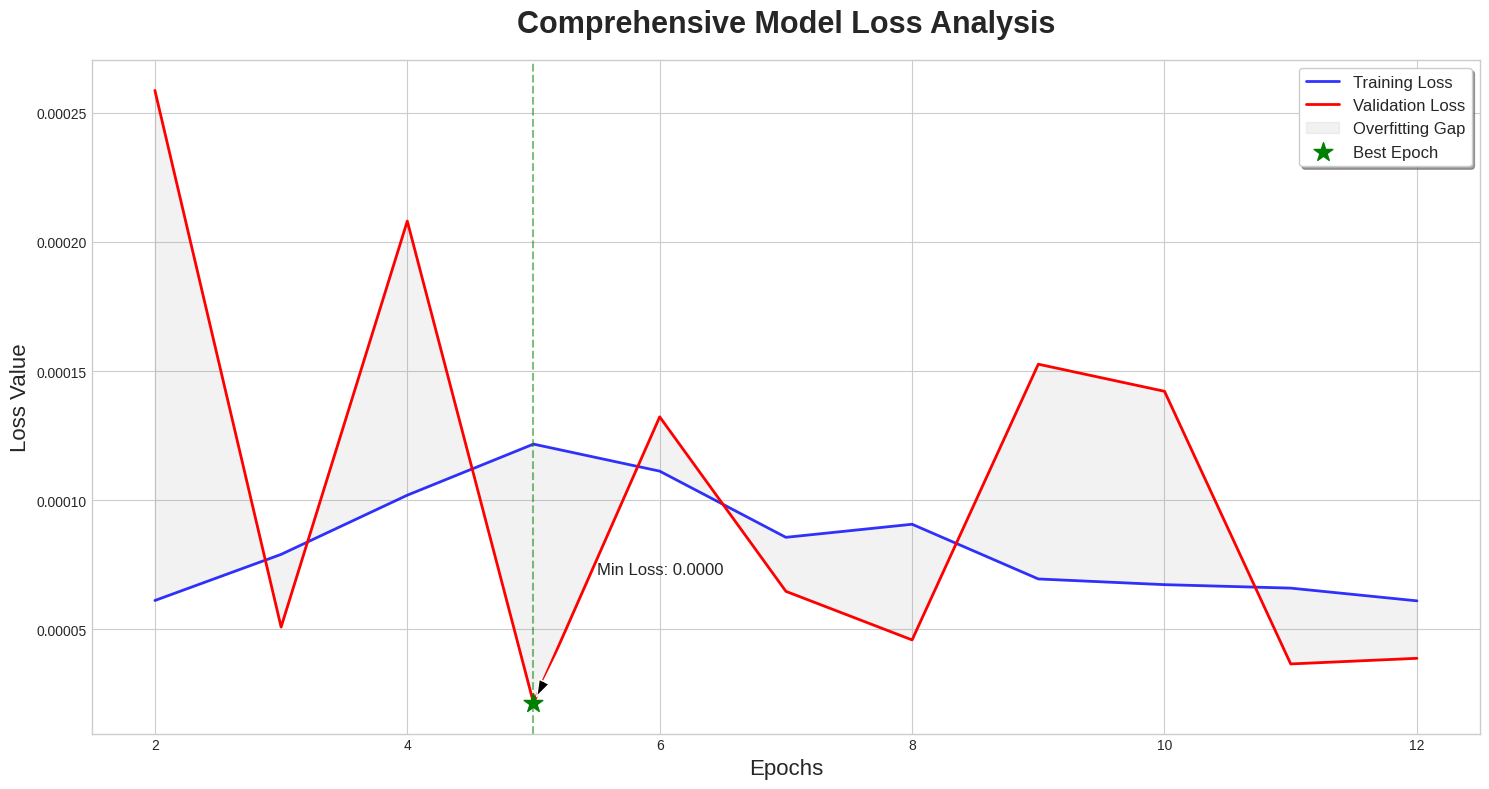 Comprehensive Model Loss Analysis
Training Loss
Validation Loss
Overfitting Gap
Best Epoch
0.00025
0.00020
0.00015
0.00010
0.00005
Loss Value
Min Loss: 0.0000
2 4 6 8 10 12
Epochs